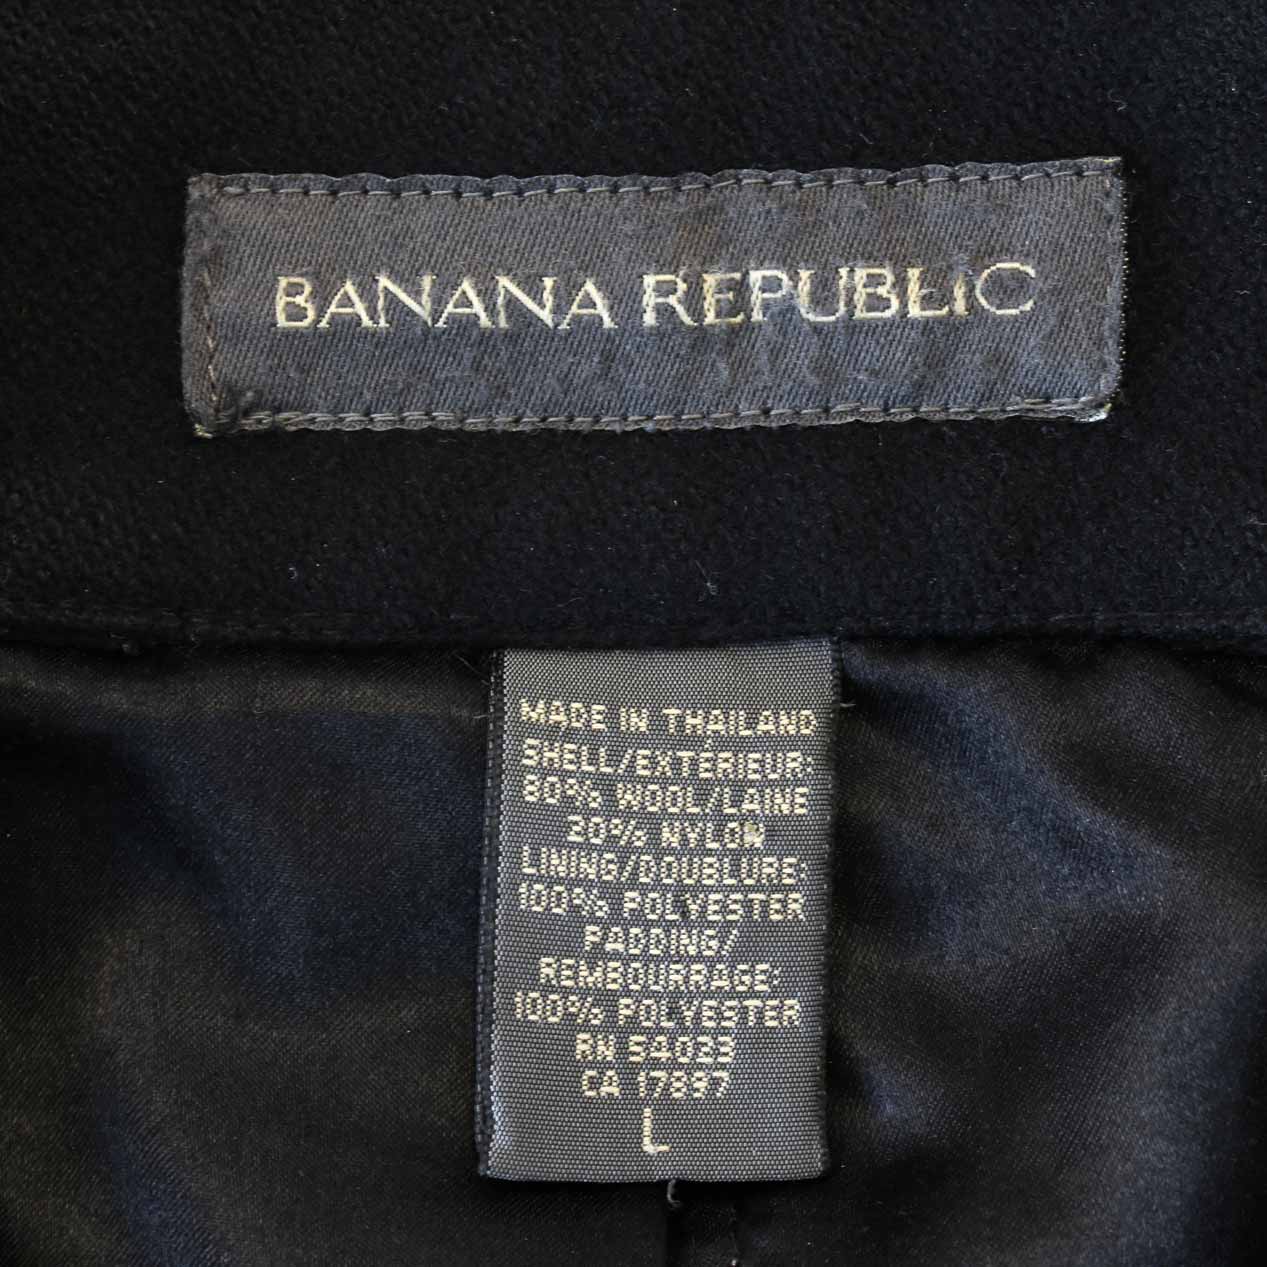 BANANA REPUBLIC
MADE IN THAILAND
SHELL/EXTÉRIEUR:
80% WOOL/LAINE
20% NYLON
LINING/DOUBLURE:
100% POLYESTER
PADDING/
REMBOURRAGE:
100% POLYESTER
RN 54023
CA 17897
L